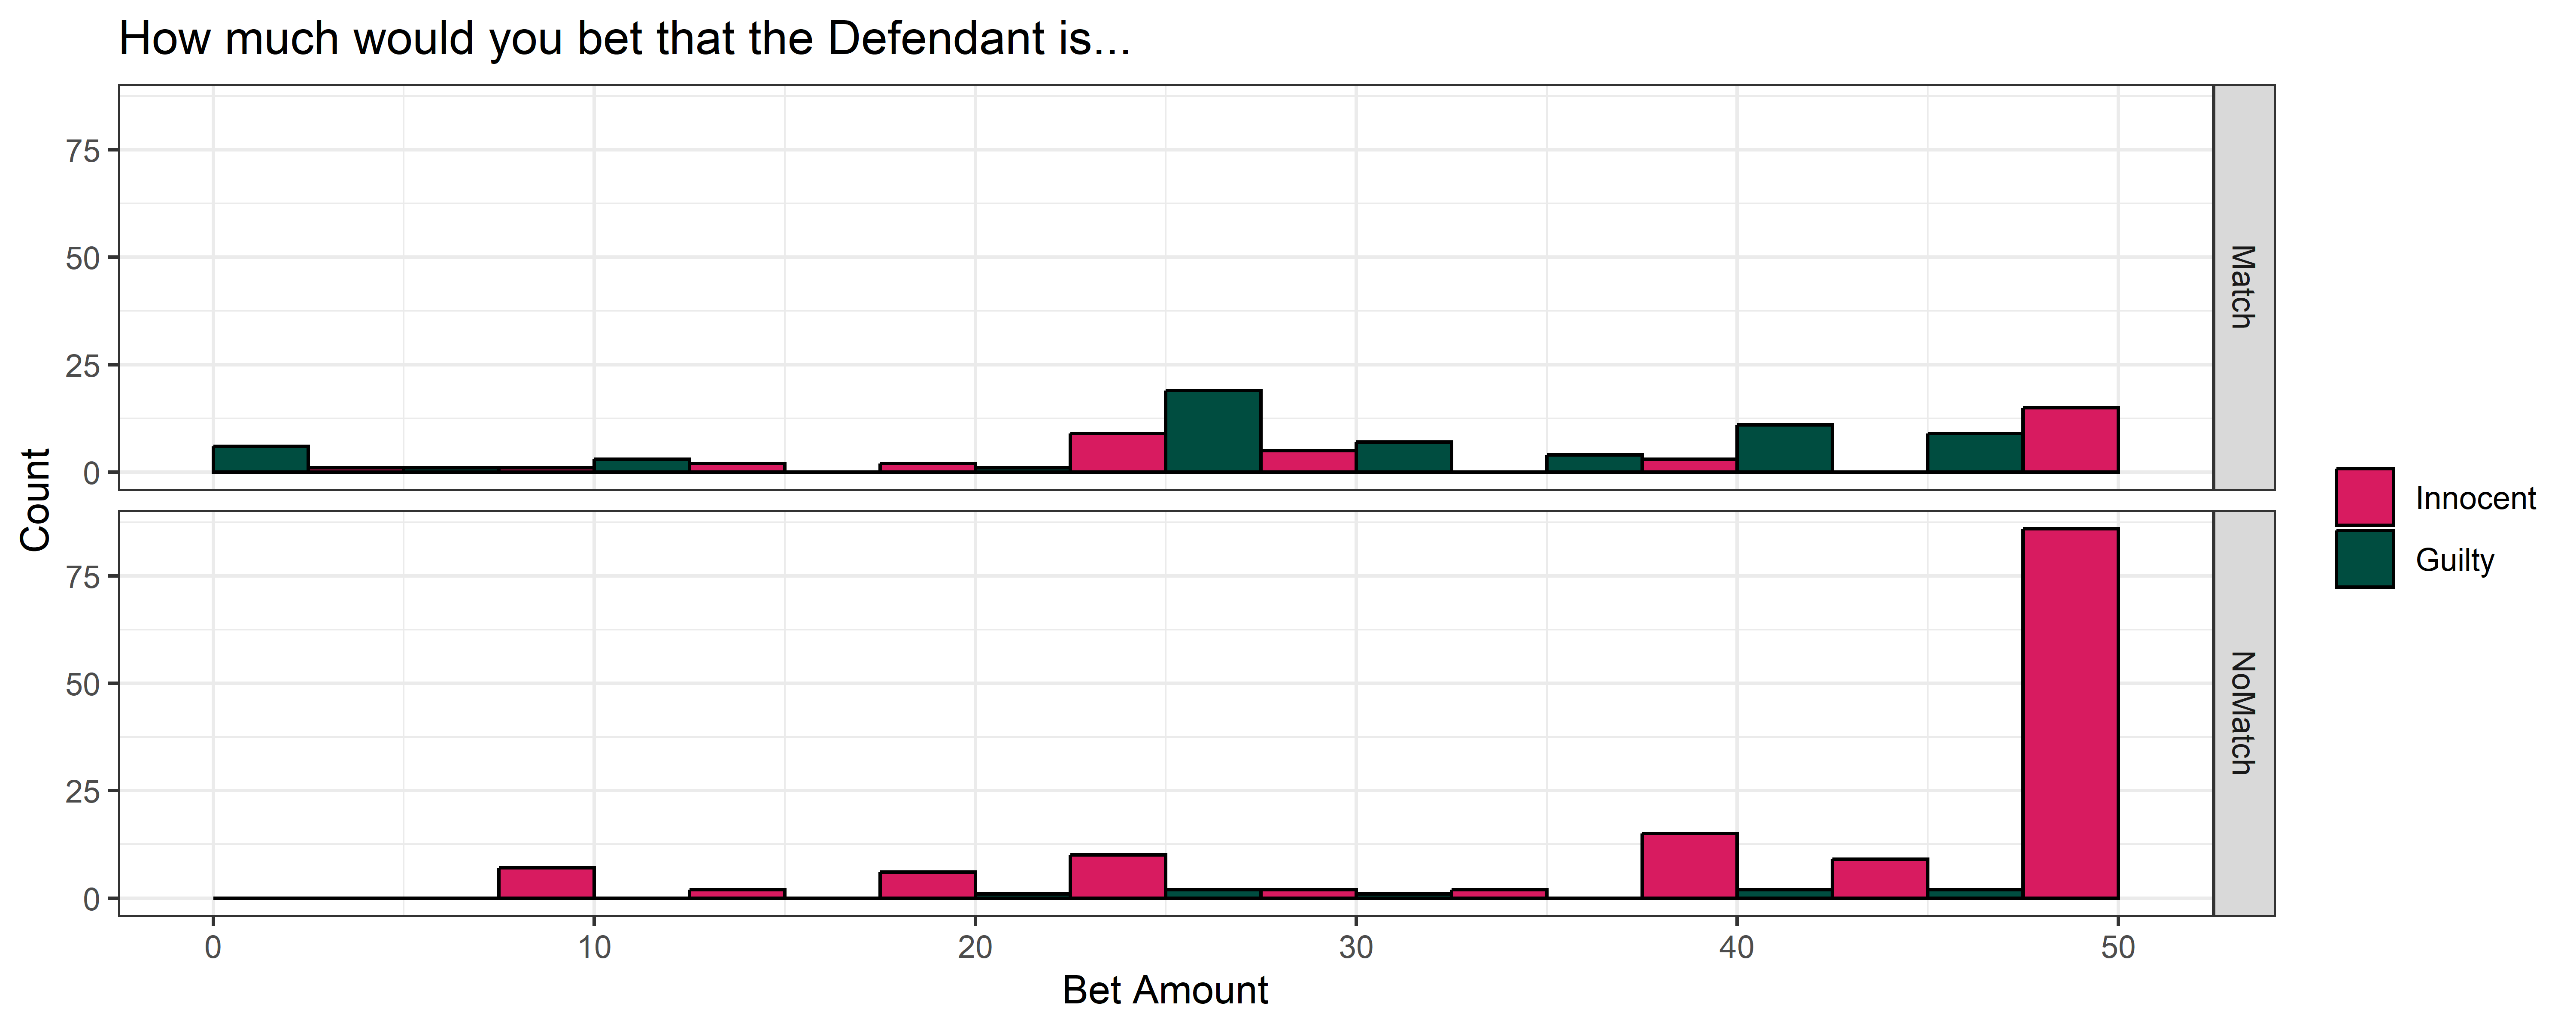 How much would you bet that the Defendant is...
75
50
25
0
Match
75
50
25
0
NoMatch
Count
0 10 20 30 40 50
Bet Amount
Innocent
Guilty